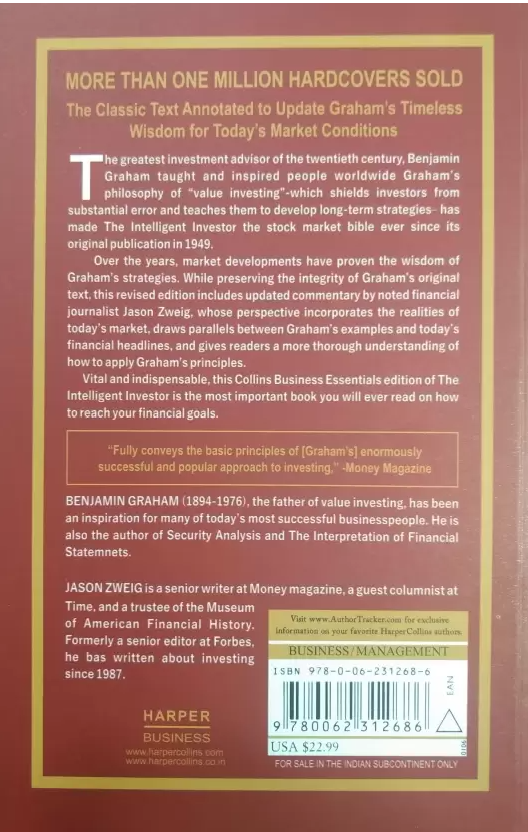 MORE THAN ONE MILLION HARDCOVERS SOLD
The Classic Text Annotated to Update Graham's Timeless
Wisdom for Today's Market Conditions
The greatest investment advisor of the twentieth century, Benjamin
Graham taught and inspired people worldwide Graham's
philosophy of “value investing”-which shields investors from
substantial error and teaches them to develop long-term strategies- has
made The Intelligent Investor the stock market bible ever since its
original publication in 1949.
Over the years, market developments have proven the wisdom of
Graham's strategies. While preserving the integrity of Graham's original
text, this revised edition includes updated commentary by noted financial
journalist Jason Zweig, whose perspective incorporates the realities of
today's market, draws parallels between Graham's examples and today's
financial headlines, and gives readers a more thorough understanding of
how to apply Graham's principles.
Vital and indispensable, this Collins Business Essentials edition of The
Intelligent Investor is the most important book you will ever read on how
to reach your financial goals.
“Fully conveys the basic principles of [Graham's] enormously
successful and popular approach to investing,” -Money Magazine
BENJAMIN GRAHAM (1894-1976), the father of value investing, has been
an inspiration for many of today's most successful businesspeople. He is
also the author of Security Analysis and The Interpretation of Financial
Statemnets.
JASON ZWEIG is a senior writer at Money magazine, a guest columnist at
Time, and a trustee of the Museum
of American Financial History.
Formerly a senior editor at Forbes,
he bas written about investing
since 1987.
HARPER
BUSINESS
www.harpercollins.com
www.harpercollins.co.in
Visit www.AuthorTracker.com for exclusive
information on your favorite HarperCollins authors.
BUSINESS/MANAGEMENT
ISBN 978-0-06-231268-6
EAN
9 780062 312686
USA $22.99
FOR SALE IN THE INDIAN SUBCONTINENT ONLY